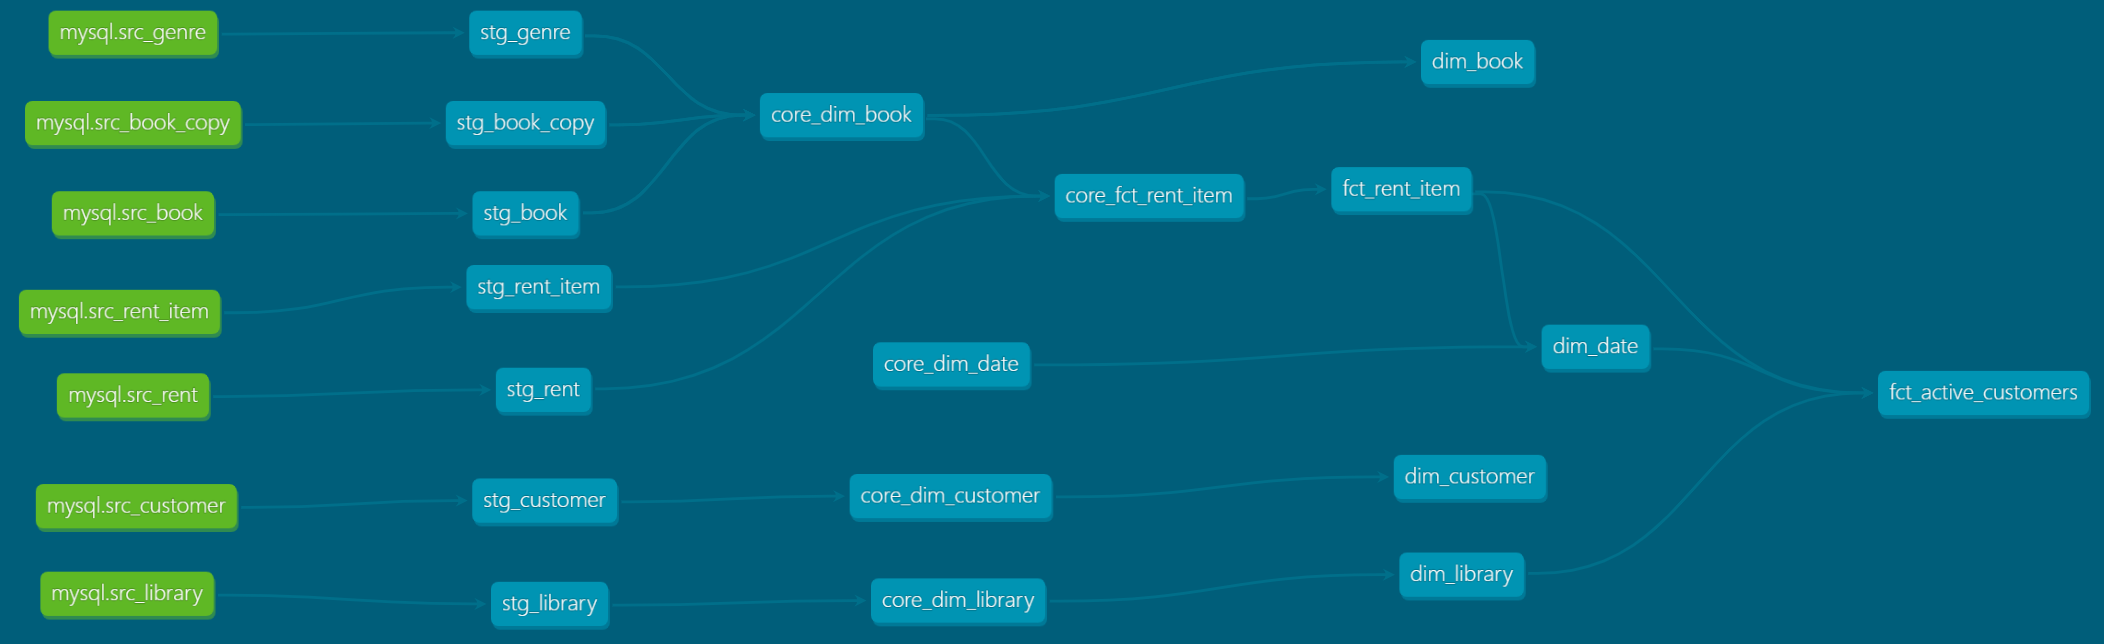 mysql.src_genre
stg_genre
dim_book
mysql.src_book_copy
stg_book_copy
core_dim_book
mysql.src_book
stg_book
core_fct_rent_item
fct_rent_item
mysql.src_rent_item
stg_rent_item
core_dim_date
dim_date
mysql.src_rent
stg_rent
fct_active_customers
mysql.src_customer
stg_customer
core_dim_customer
dim_customer
mysql.src_library
stg_library
core_dim_library
dim_library